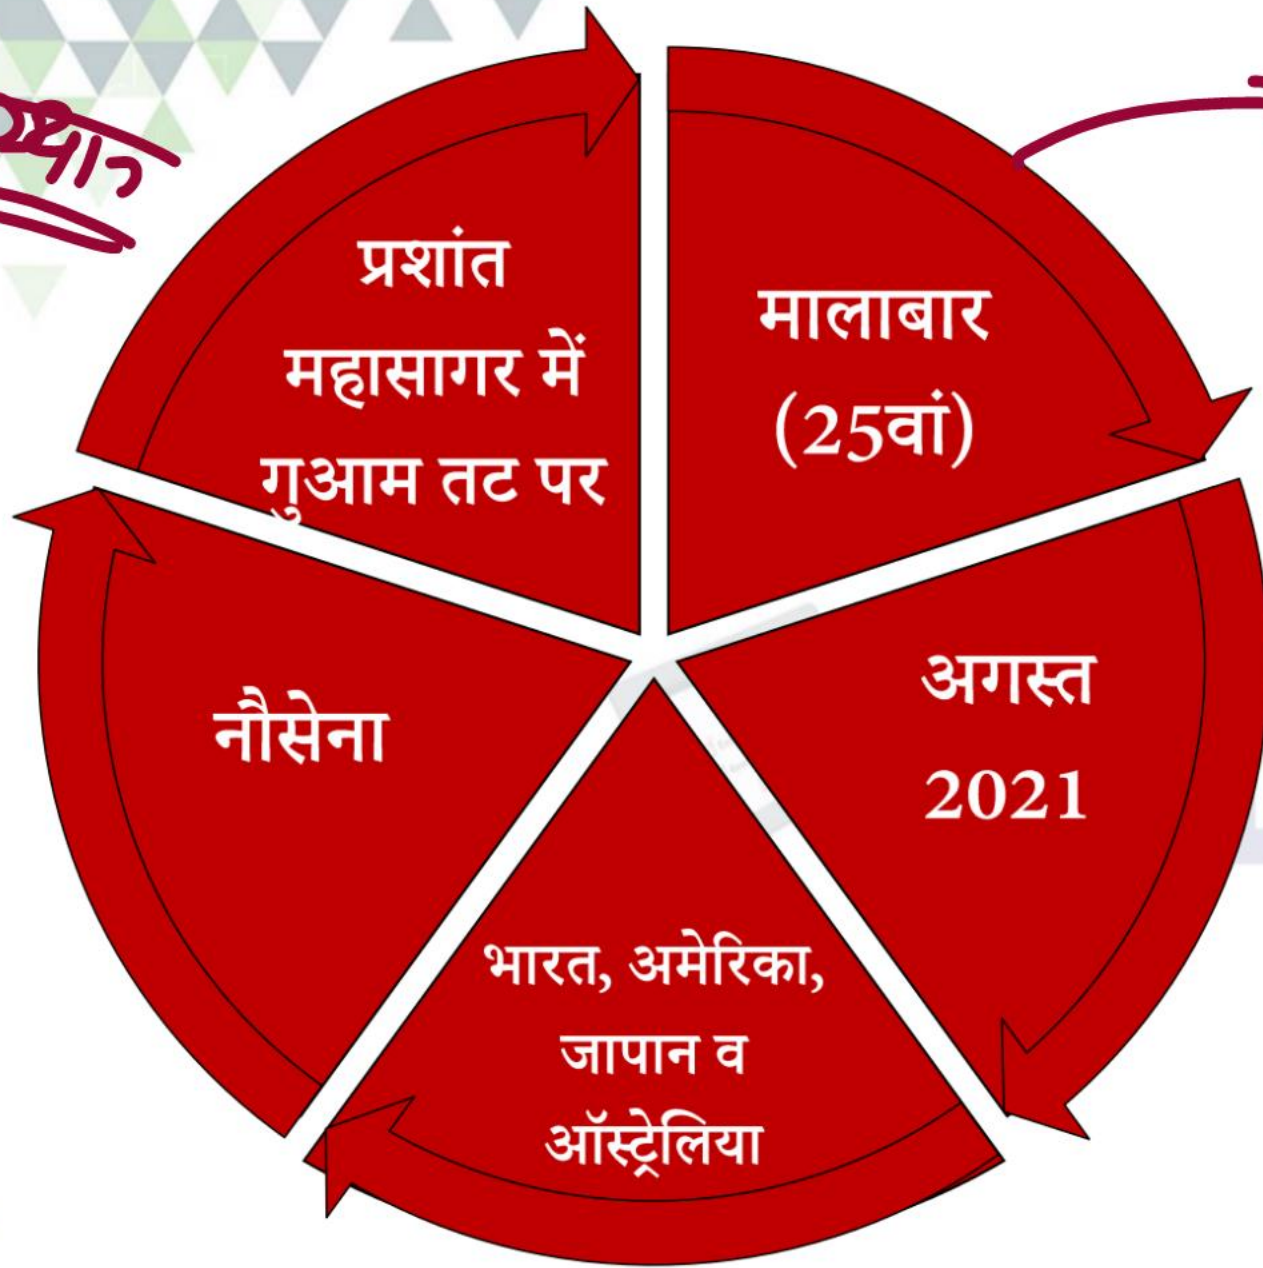 मालाबार
(25वां)
अगस्त
2021
भारत, अमेरिका,
जापान व
ऑस्ट्रेलिया
नौसेना
प्रशांत
महासागर में
गुआम तट पर